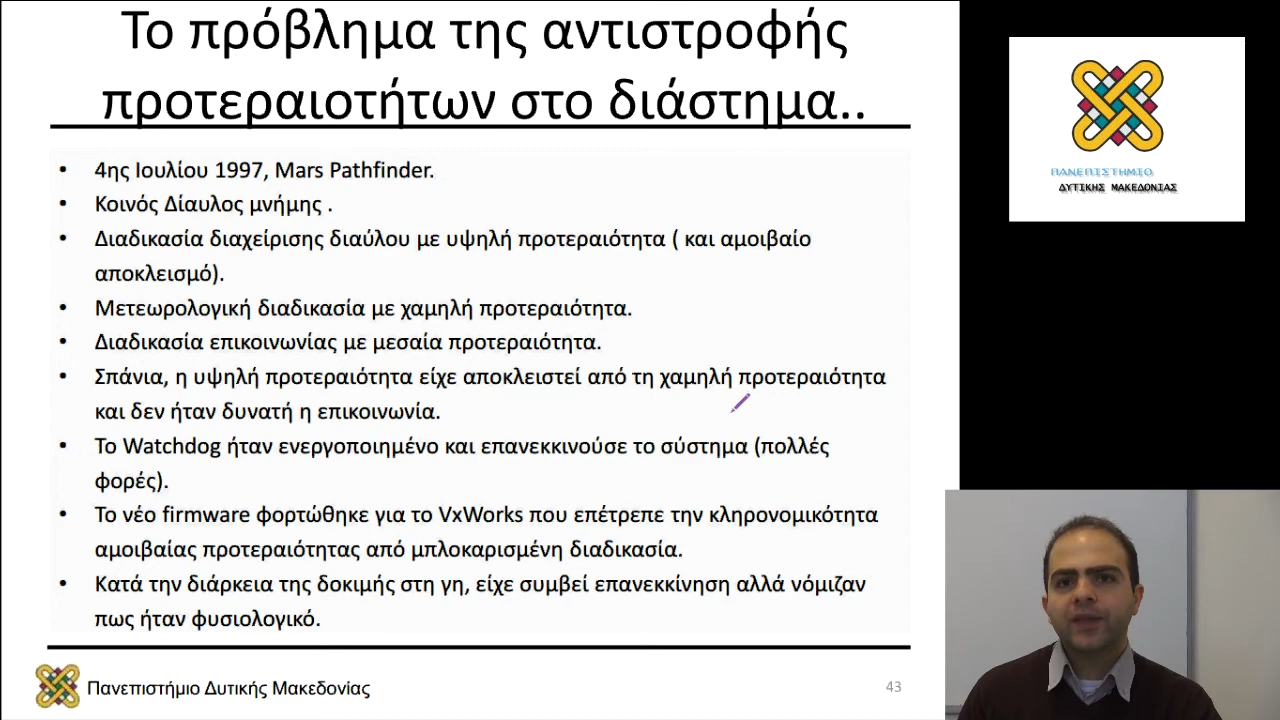 Το πρόβλημα της αντιστροφής
προτεραιοτήτων στο διάστημα..
• 4ης Ιουλίου 1997, Mars Pathfinder.
• Κοινός Δίαυλος μνήμης .
• Διαδικασία διαχείρισης διαύλου με υψηλή προτεραιότητα ( και αμοιβαίο
αποκλεισμό).
• Μετεωρολογική διαδικασία με χαμηλή προτεραιότητα.
• Διαδικασία επικοινωνίας με μεσαία προτεραιότητα.
• Σπάνια, η υψηλή προτεραιότητα είχε αποκλειστεί από τη χαμηλή προτεραιότητα
και δεν ήταν δυνατή η επικοινωνία.
• Το Watchdog ήταν ενεργοποιημένο και επανεκκινούσε το σύστημα (πολλές
φορές).
• Το νέο firmware φορτώθηκε για το VxWorks που επέτρεπε την κληρονομικότητα
αμοιβαίας προτεραιότητας από μπλοκαρισμένη διαδικασία.
• Κατά την διάρκεια της δοκιμής στη γη, είχε συμβεί επανεκκίνηση αλλά νόμιζαν
πως ήταν φυσιολογικό.
Πανεπιστήμιο Δυτικής Μακεδονίας
43
ΠΑΝΕΠΙΣΤΗΜΙΟ
ΔΥΤΙΚΗΣ ΜΑΚΕΔΟΝΙΑΣ